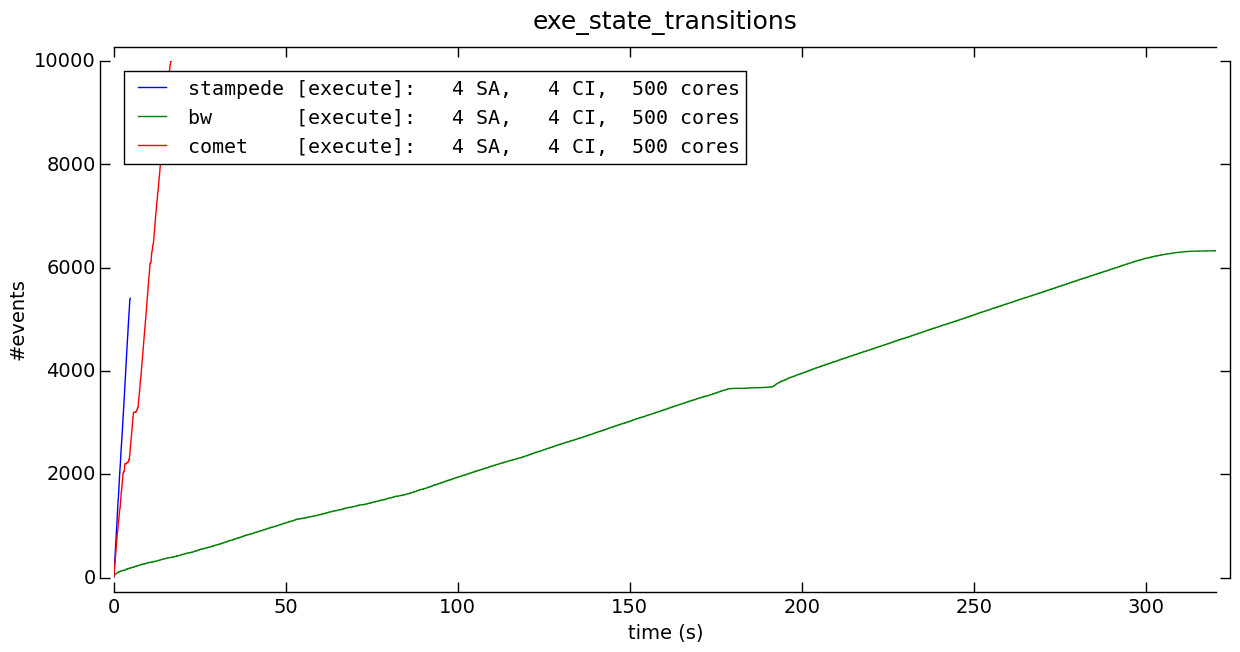 exe_state_transitions
10000
8000
6000
4000
2000
0
#events
stampede [execute]:   4 SA,   4 CI,  500 cores
bw       [execute]:   4 SA,   4 CI,  500 cores
comet    [execute]:   4 SA,   4 CI,  500 cores
0 50 100 150 200 250 300
time (s)